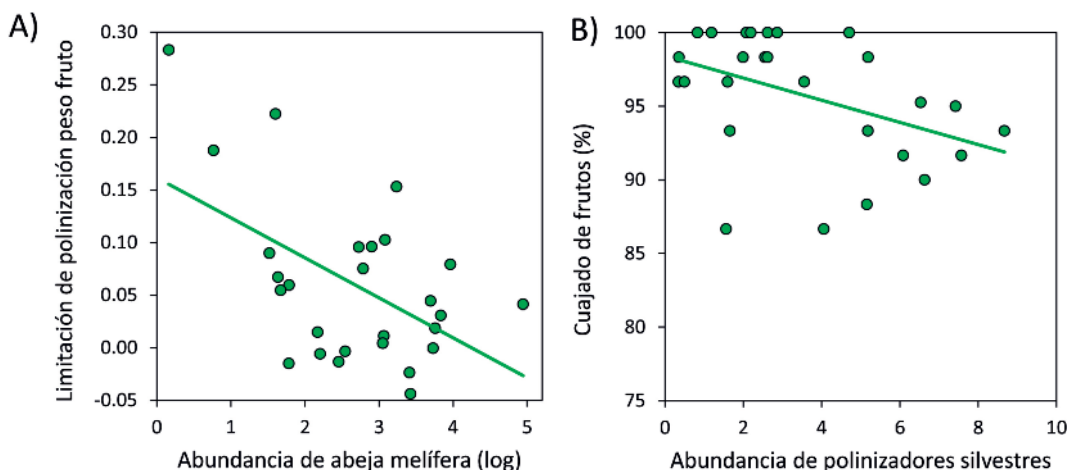 A)
Limitación de polinización peso fruto
0.30
0.25
0.20
0.15
0.10
0.05
0.00
-0.05
0 1 2 3 4 5
Abundancia de abeja melífera (log)
B)
Cuajado de frutos (%)
100
95
90
85
80
75
0 2 4 6 8 10
Abundancia de polinizadores silvestres